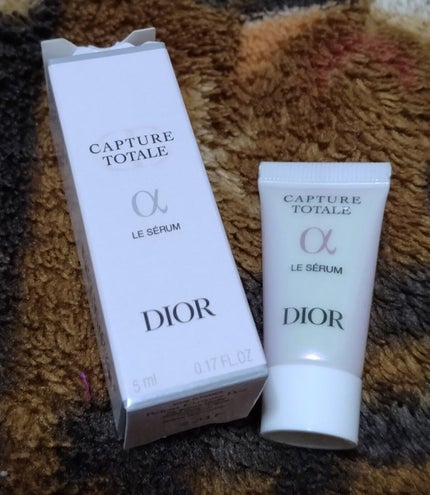 CAPTURE
TOTALE
α
LE SÉRUM
DIOR
5 ml 0.17 FL.OZ
CAPTURE
TOTALE
α
LE SÉRUM
DIOR